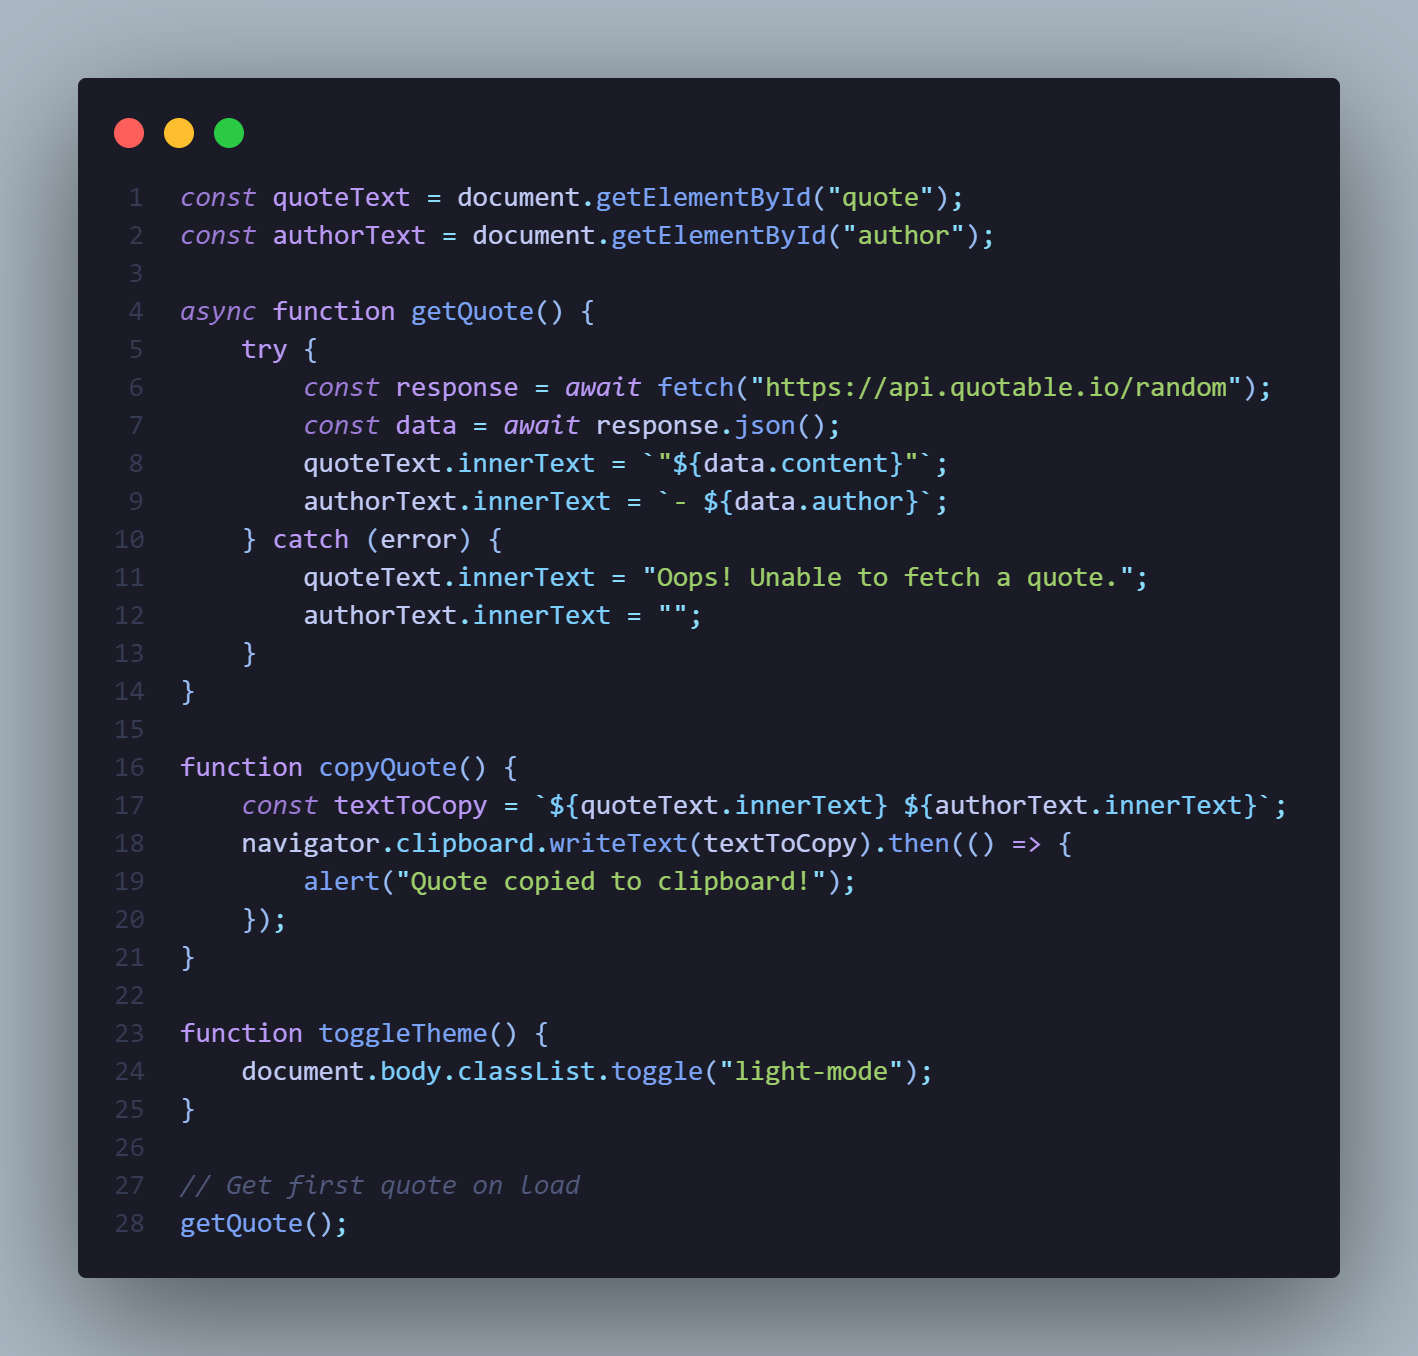 1 const quoteText = document.getElementById("quote");
2 const authorText = document.getElementById("author");
3
4 async function getQuote() {
5     try {
6         const response = await fetch("https://api.quotable.io/random");
7         const data = await response.json();
8         quoteText.innerText = `"${data.content}"`;
9         authorText.innerText = `- ${data.author}`;
10     } catch (error) {
11         quoteText.innerText = "Oops! Unable to fetch a quote.";
12         authorText.innerText = "";
13     }
14 }
15
16 function copyQuote() {
17     const textToCopy = `${quoteText.innerText} ${authorText.innerText}`;
18     navigator.clipboard.writeText(textToCopy).then(() => {
19         alert("Quote copied to clipboard!");
20     });
21 }
22
23 function toggleTheme() {
24     document.body.classList.toggle("light-mode");
25 }
26
27 // Get first quote on load
28 getQuote();